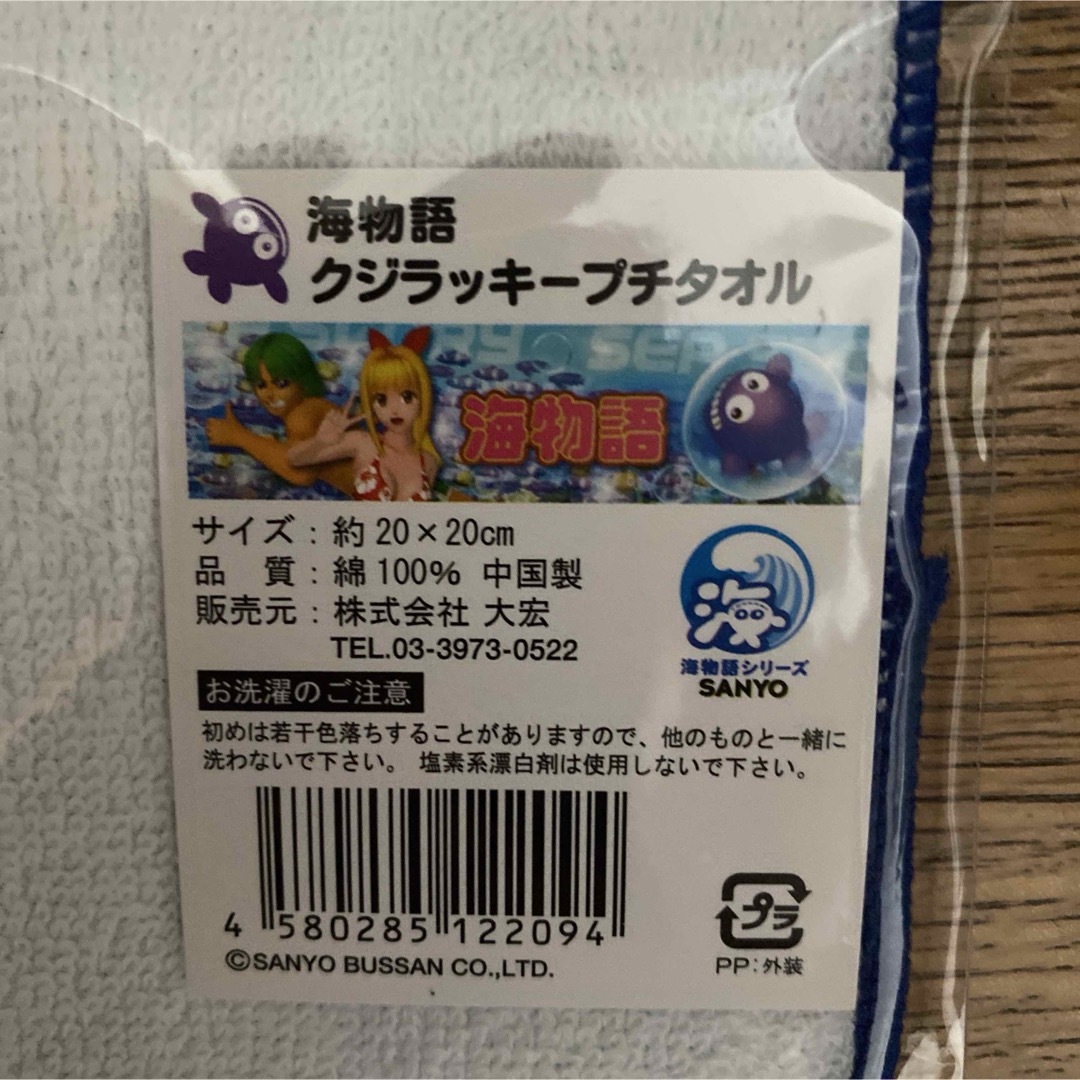 海物語
クジラッキープチタオル
海物語
サイズ：約20×20cm
品　質：綿100%　中国製
販売元：株式会社 大宏
TEL.03-3973-0522
海
海物語シリーズ
SANYO
お洗濯のご注意
初めは若干色落ちすることがありますので、他のものと一緒に
洗わないで下さい。 塩素系漂白剤は使用しないで下さい。
4 580285 122094
©SANYO BUSSAN CO.,LTD.
プラ
PP：外装